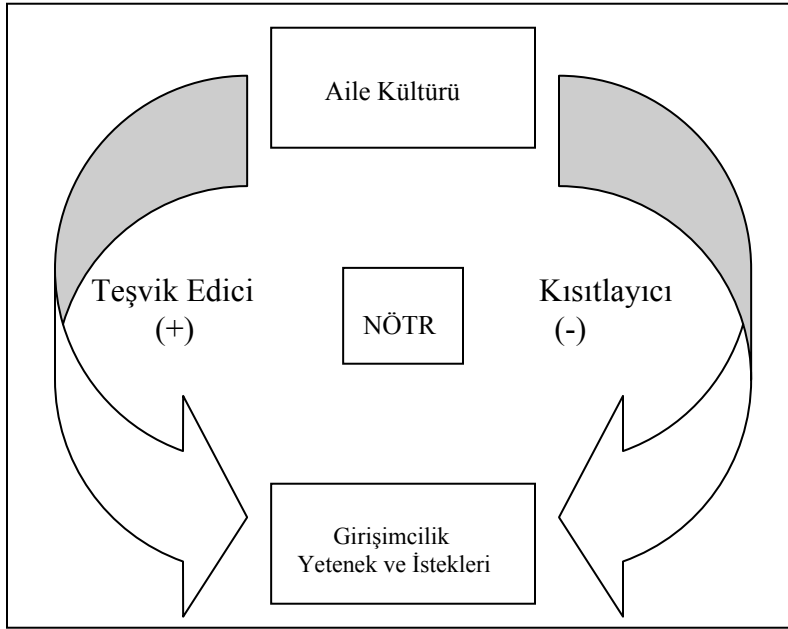 Aile Kültürü
Teşvik Edici
(+)
NÖTR
Kısıtlayıcı
(-)
Girişimcilik
Yetenek ve İstekleri